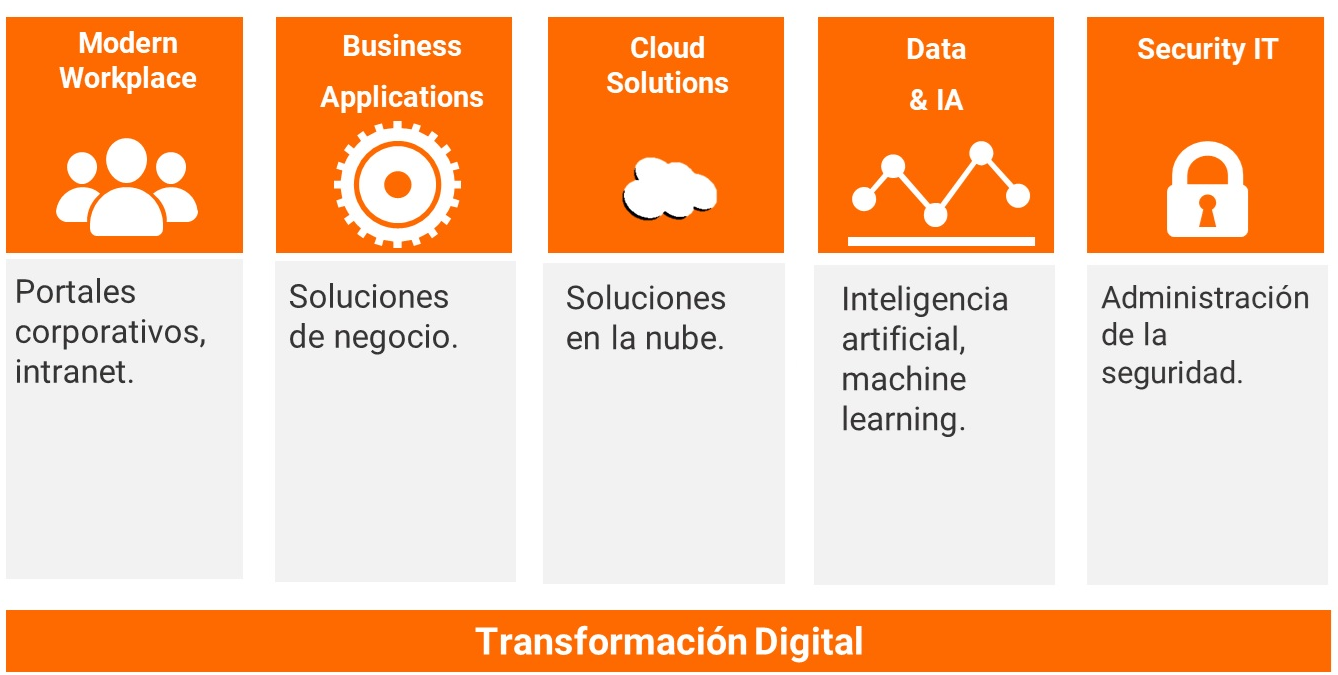 Modern
Workplace
Business
Applications
Cloud
Solutions
Data
& IA
Security IT
Portales
corporativos,
intranet.
Soluciones
de negocio.
Soluciones
en la nube.
Inteligencia
artificial,
machine
learning.
Administración
de la
seguridad.
Transformación Digital